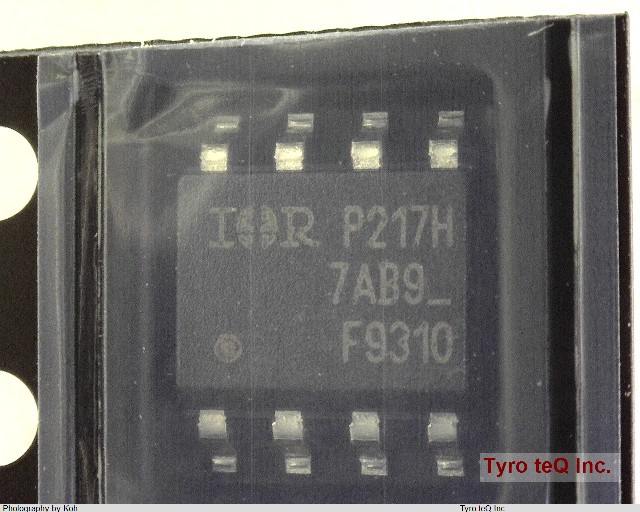 IOR P217H
7AB9_
F9310
Tyro teQ Inc.
Photography by Koh
Tyro teQ Inc